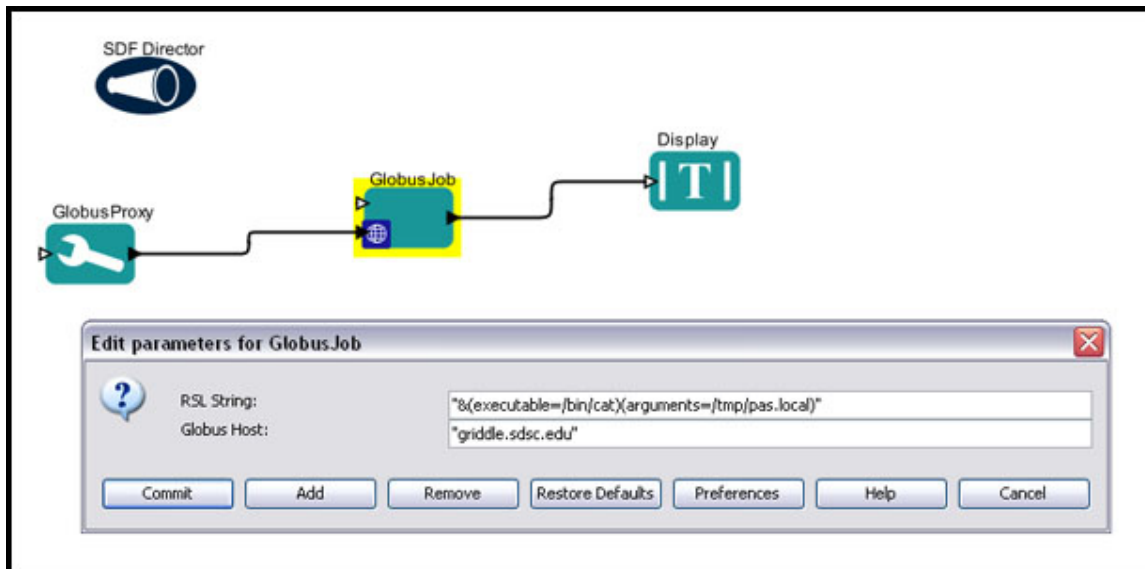 SDF Director
Display
GlobusJob
GlobusProxy
T
Edit parameters for GlobusJob
RSL String: "&(executable=/bin/cat)(arguments=/tmp/pas.local)"
Globus Host: "griddle.sdsc.edu"
Commit Add Remove Restore Defaults Preferences Help Cancel